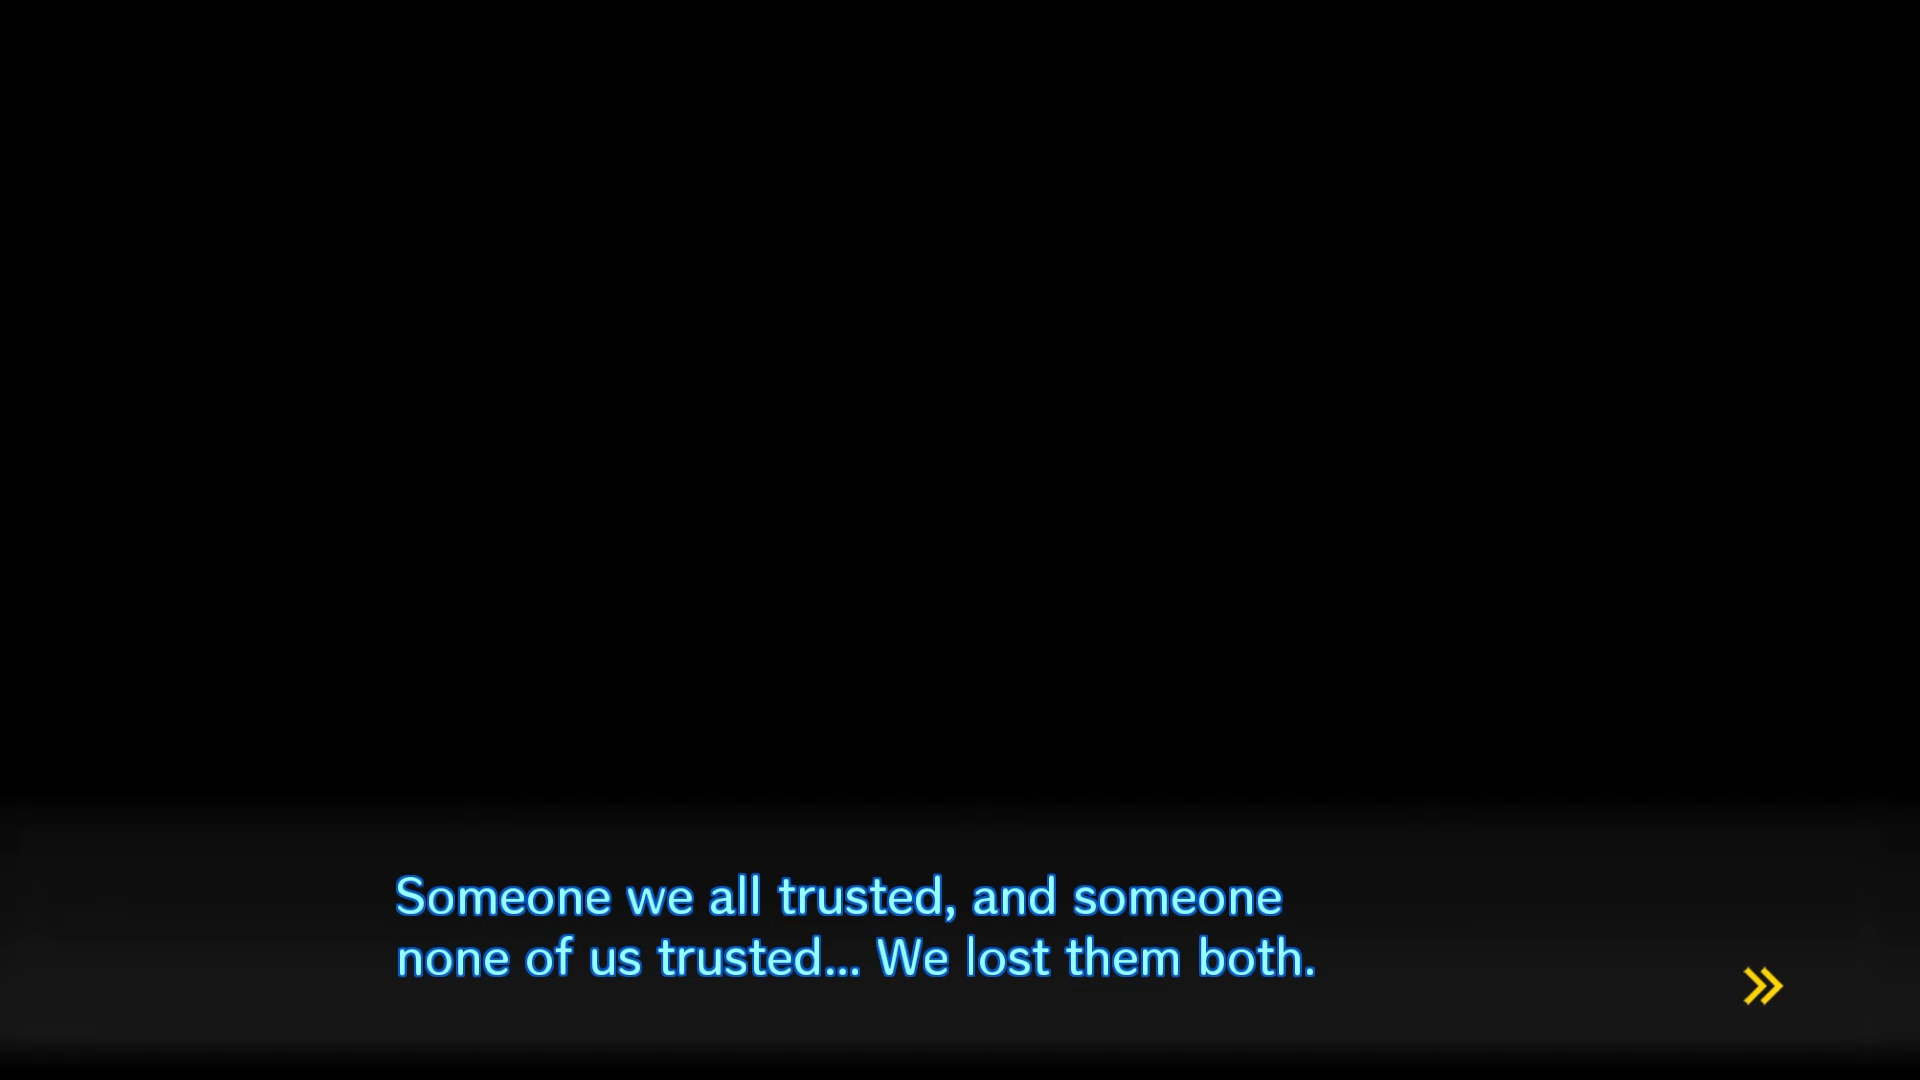 Someone we all trusted, and someone
none of us trusted... We lost them both.